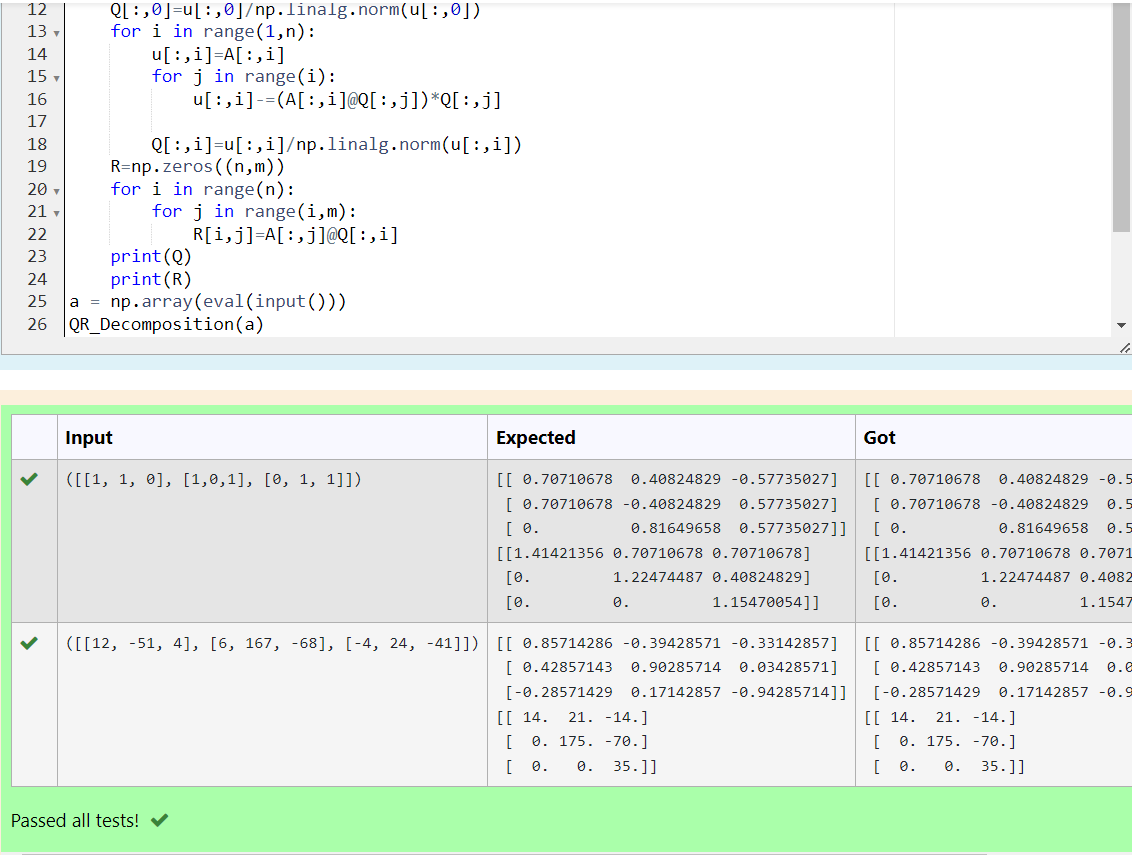 12 Q[:,0]=u[:,0]/np.linalg.norm(u[:,0])
13 for i in range(1,n):
14 u[:,i]=A[:,i]
15 for j in range(i):
16 u[:,i]-=(A[:,i]@Q[:,j])*Q[:,j]
17
18 Q[:,i]=u[:,i]/np.linalg.norm(u[:,i])
19 R=np.zeros((n,m))
20 for i in range(n):
21 for j in range(i,m):
22 R[i,j]=A[:,j]@Q[:,i]
23 print(Q)
24 print(R)
25 a = np.array(eval(input()))
26 QR_Decomposition(a)
Input Expected Got
([[1, 1, 0], [1,0,1], [0, 1, 1]]) [[ 0.70710678 0.40824829 -0.57735027] [[ 0.70710678 0.40824829 -0.5
[ 0.70710678 -0.40824829 0.57735027] [ 0.70710678 -0.40824829 0.5
[ 0. 0.81649658 0.57735027]] [ 0. 0.81649658 0.5
[[1.41421356 0.70710678 0.70710678] [[1.41421356 0.70710678 0.7071
[0. 1.22474487 0.40824829] [0. 1.22474487 0.4082
[0. 0. 1.15470054]] [0. 0. 1.1547
([[12, -51, 4], [6, 167, -68], [-4, 24, -41]]) [[ 0.85714286 -0.39428571 -0.33142857] [[ 0.85714286 -0.39428571 -0.3
[ 0.42857143 0.90285714 0.03428571] [ 0.42857143 0.90285714 0.0
[-0.28571429 0.17142857 -0.94285714]] [-0.28571429 0.17142857 -0.9
[[ 14. 21. -14.] [[ 14. 21. -14.]
[ 0. 175. -70.] [ 0. 175. -70.]
[ 0. 0. 35.]] [ 0. 0. 35.]]
Passed all tests!